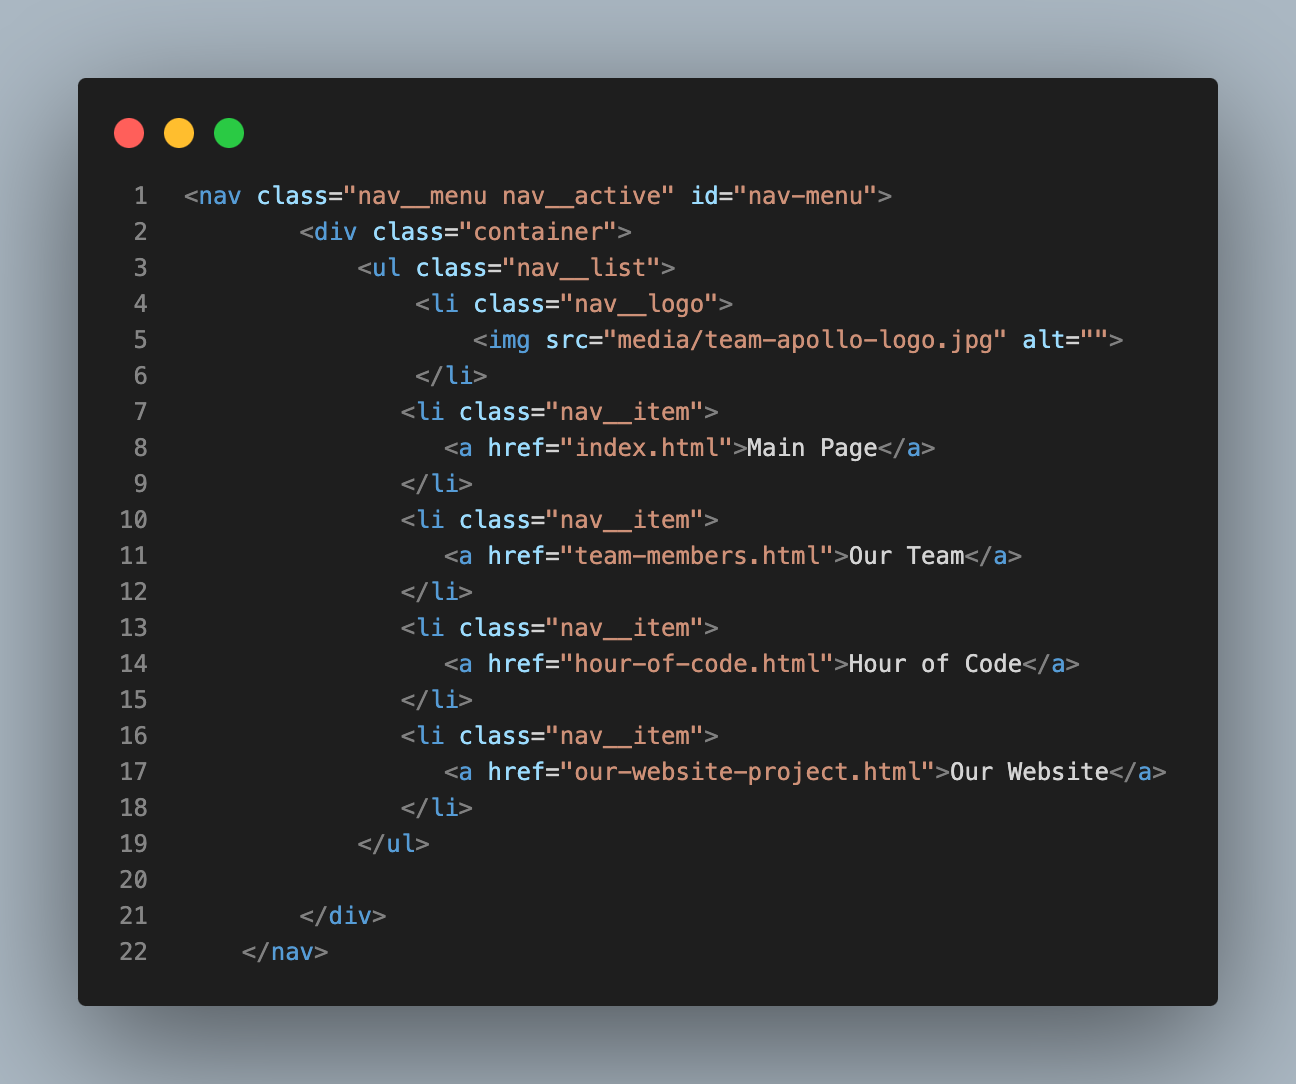 1 <nav class="nav__menu nav__active" id="nav-menu">
2         <div class="container">
3             <ul class="nav__list">
4                 <li class="nav__logo">
5                     <img src="media/team-apollo-logo.jpg" alt="">
6                 </li>
7                <li class="nav__item">
8                   <a href="index.html">Main Page</a>
9                </li>
10                <li class="nav__item">
11                   <a href="team-members.html">Our Team</a>
12                </li>
13                <li class="nav__item">
14                   <a href="hour-of-code.html">Hour of Code</a>
15                </li>
16                <li class="nav__item">
17                   <a href="our-website-project.html">Our Website</a>
18                </li>
19             </ul>
20
21         </div>
22     </nav>